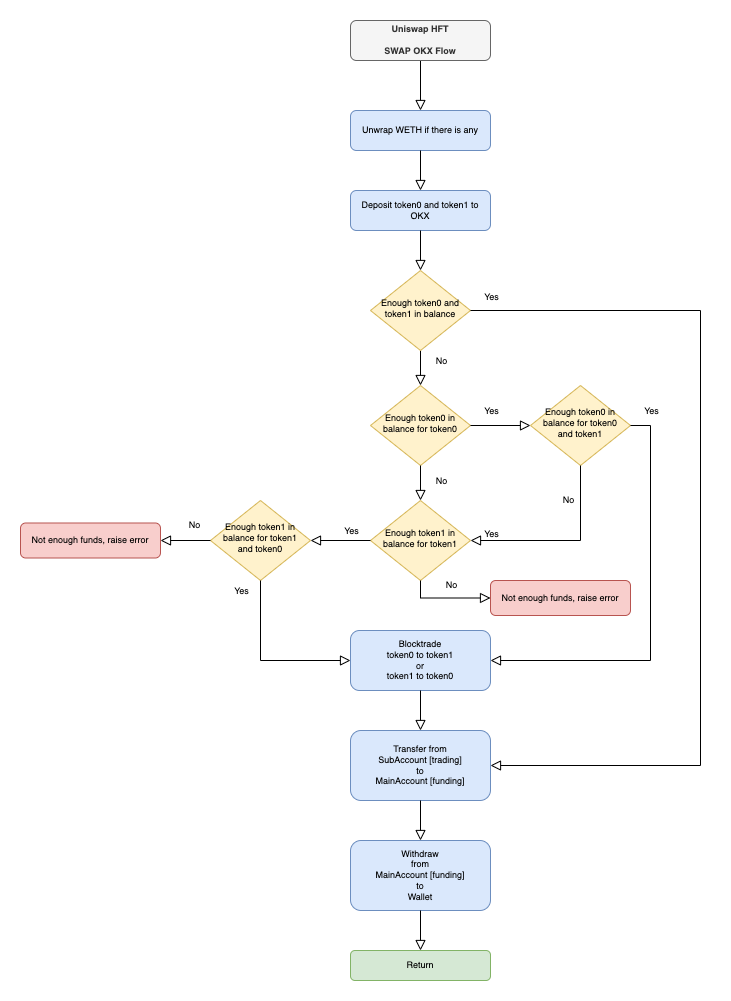 Uniswap HFT
SWAP OKX Flow
Unwrap WETH if there is any
Deposit token0 and token1 to
OKX
Enough token0 and
token1 in balance
Yes
No
Enough token0 in
balance for token0
Yes
Enough token0 in
balance for token0
and token1
Yes
No
No
Enough token1 in
balance for token1
Yes
Yes
No
Enough token1 in
balance for token1
and token0
No
Yes
Not enough funds, raise error
Not enough funds, raise error
Blocktrade
token0 to token1
or
token1 to token0
Transfer from
SubAccount [trading]
to
MainAccount [funding]
Withdraw
from
MainAccount [funding]
to
Wallet
Return